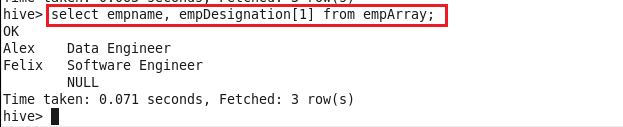 Time taken: 0.063 seconds, Fetched: 3 row(s)
hive> select empname, empDesignation[1] from empArray;
OK
Alex    Data Engineer
Felix   Software Engineer
        NULL
Time taken: 0.071 seconds, Fetched: 3 row(s)
hive>